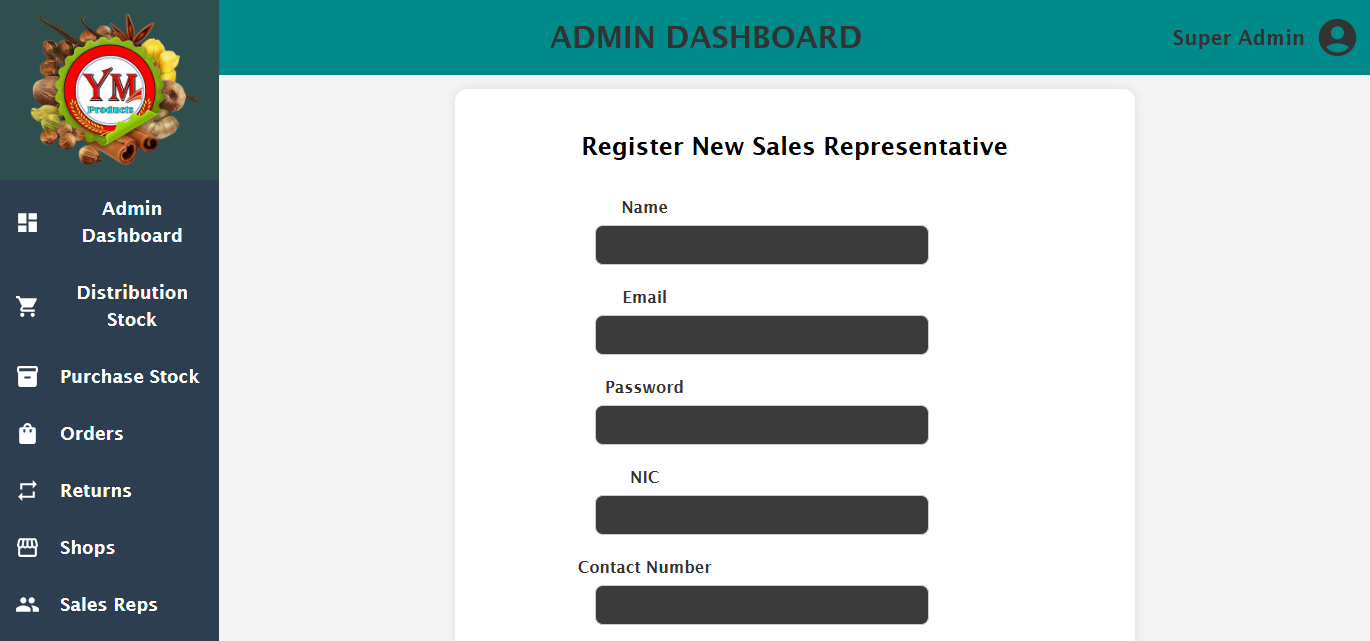 YM
Products
ADMIN DASHBOARD
Super Admin
Admin
Dashboard
Distribution
Stock
Purchase Stock
Orders
Returns
Shops
Sales Reps
Register New Sales Representative
Name
Email
Password
NIC
Contact Number